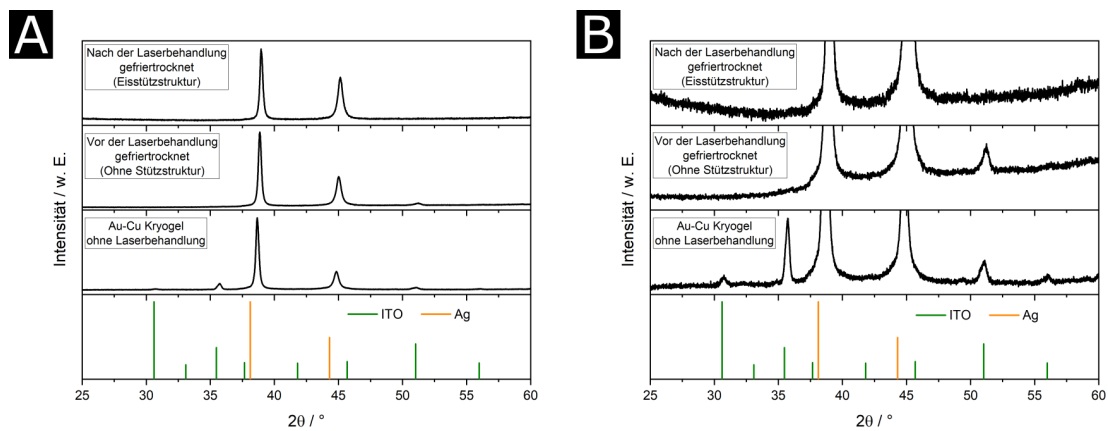 A
Intensität / w. E.
Nach der Laserbehandlung
gefriertrocknet
(Eisstützstruktur)
Vor der Laserbehandlung
gefriertrocknet
(Ohne Stützstruktur)
Au-Cu Kryogel
ohne Laserbehandlung
ITO Ag
25 30 35 40 45 50 55 60
2θ / °
B
Intensität / w. E.
Nach der Laserbehandlung
gefriertrocknet
(Eisstützstruktur)
Vor der Laserbehandlung
gefriertrocknet
(Ohne Stützstruktur)
Au-Cu Kryogel
ohne Laserbehandlung
ITO Ag
25 30 35 40 45 50 55 60
2θ / °